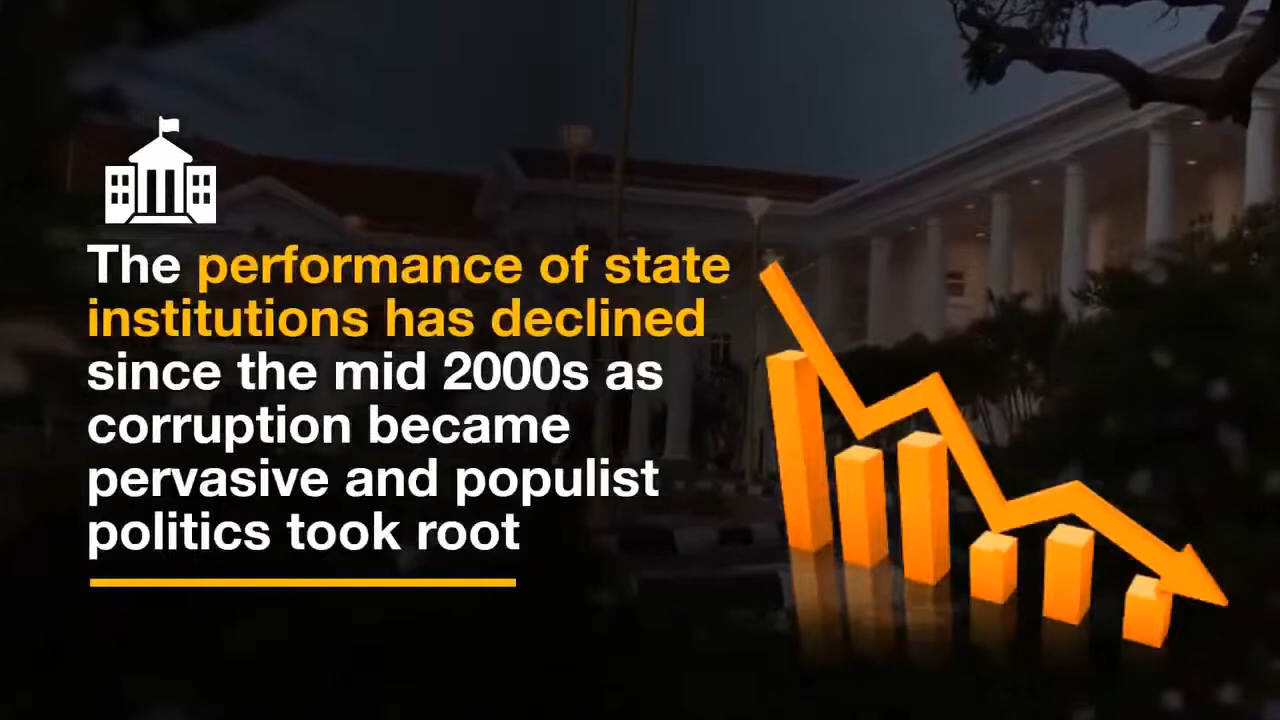 The performance of state
institutions has declined
since the mid 2000s as
corruption became
pervasive and populist
politics took root